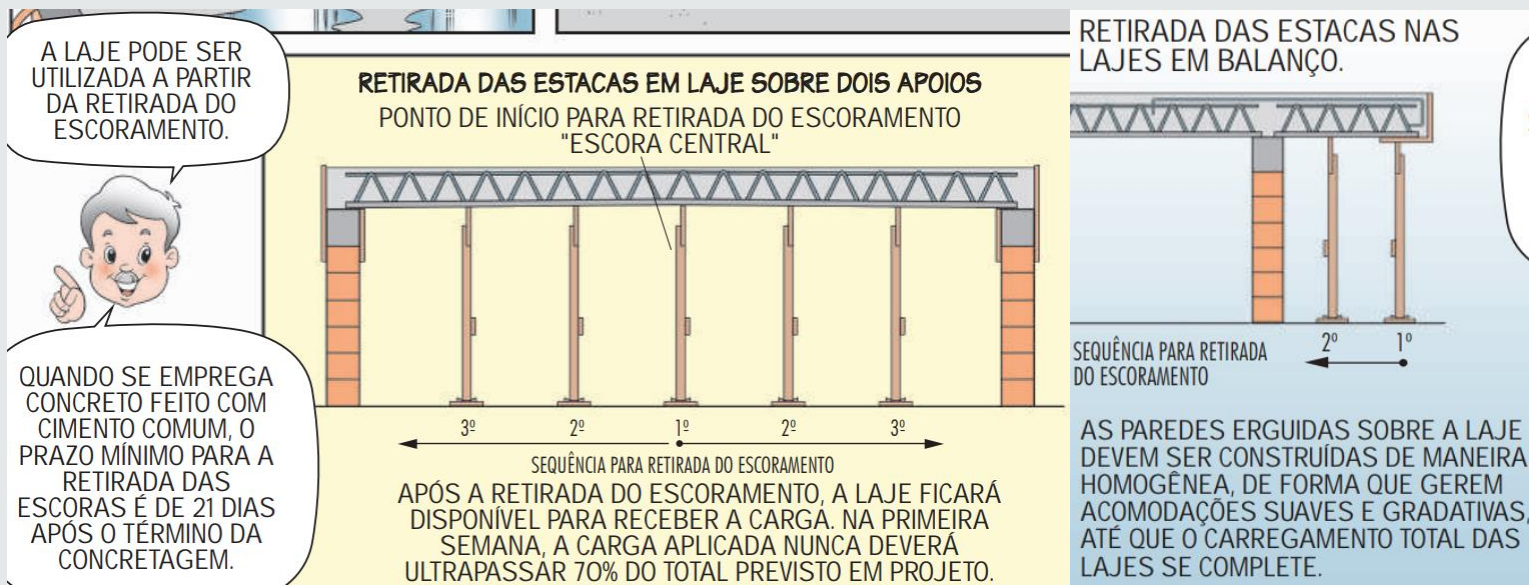 A LAJE PODE SER
UTILIZADA A PARTIR
DA RETIRADA DO
ESCORAMENTO.
QUANDO SE EMPREGA
CONCRETO FEITO COM
CIMENTO COMUM, O
PRAZO MÍNIMO PARA A
RETIRADA DAS
ESCORAS É DE 21 DIAS
APÓS O TÉRMINO DA
CONCRETAGEM.
RETIRADA DAS ESTACAS EM LAJE SOBRE DOIS APOIOS
PONTO DE INÍCIO PARA RETIRADA DO ESCORAMENTO
"ESCORA CENTRAL"
3º 2º 1º 2º 3º
SEQUÊNCIA PARA RETIRADA DO ESCORAMENTO
APÓS A RETIRADA DO ESCORAMENTO, A LAJE FICARÁ
DISPONÍVEL PARA RECEBER A CARGA. NA PRIMEIRA
SEMANA, A CARGA APLICADA NUNCA DEVERÁ
ULTRAPASSAR 70% DO TOTAL PREVISTO EM PROJETO.
RETIRADA DAS ESTACAS NAS
LAJES EM BALANÇO.
2º 1º
SEQUÊNCIA PARA RETIRADA
DO ESCORAMENTO
AS PAREDES ERGUIDAS SOBRE A LAJE
DEVEM SER CONSTRUÍDAS DE MANEIRA
HOMOGÊNEA, DE FORMA QUE GEREM
ACOMODAÇÕES SUAVES E GRADATIVAS,
ATÉ QUE O CARREGAMENTO TOTAL DAS
LAJES SE COMPLETE.